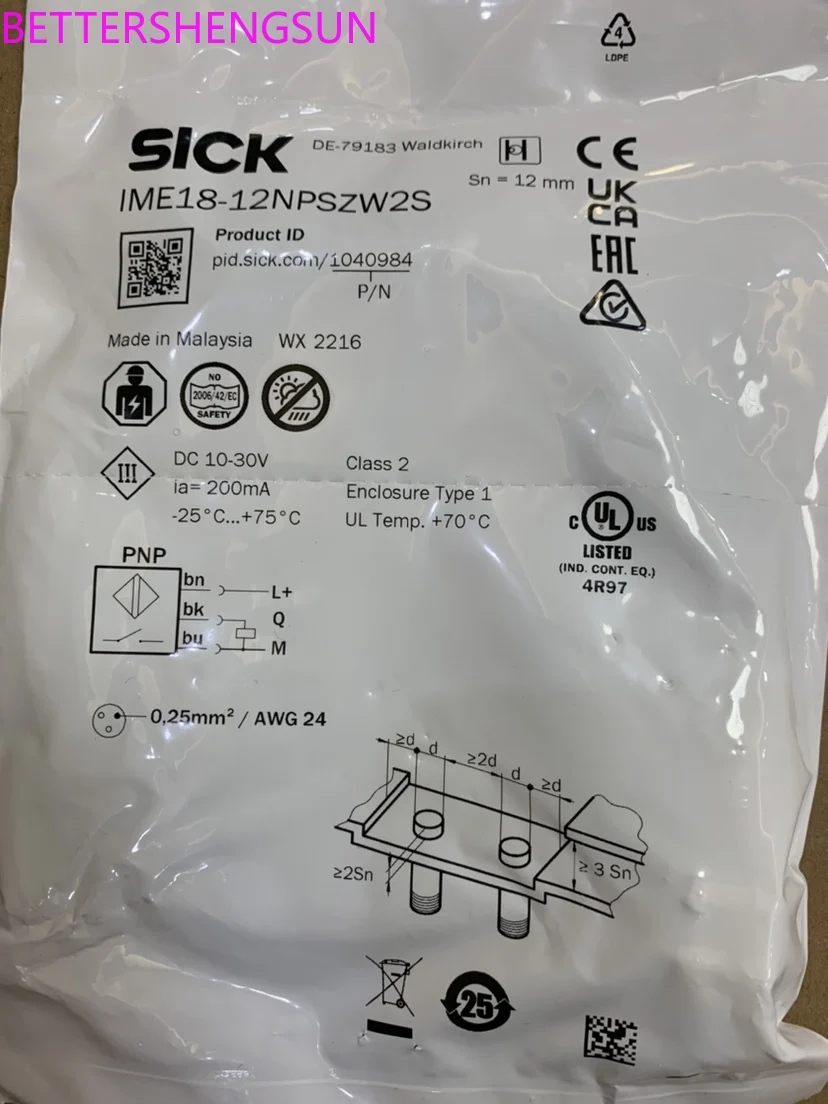 BETTERSHENGSUN
4
LDPE
SICK DE-79183 Waldkirch CE
Sn = 12 mm
IME18-12NPSZW2S
UK
CA
Product ID
pid.sick.com/1040984
P/N
EAC
Made in Malaysia WX 2216
NO
2006/42/EC
SAFETY
III
DC 10-30V Class 2
Ia= 200mA Enclosure Type 1
-25°C...+75°C UL Temp. +70°C
C UL US
®
LISTED
(IND. CONT. EQ.)
4R97
PNP
bn L+
bk Q
bu M
0,25mm² / AWG 24
≥d d ≥2d d ≥d
≥2Sn
≥ 3 Sn
25